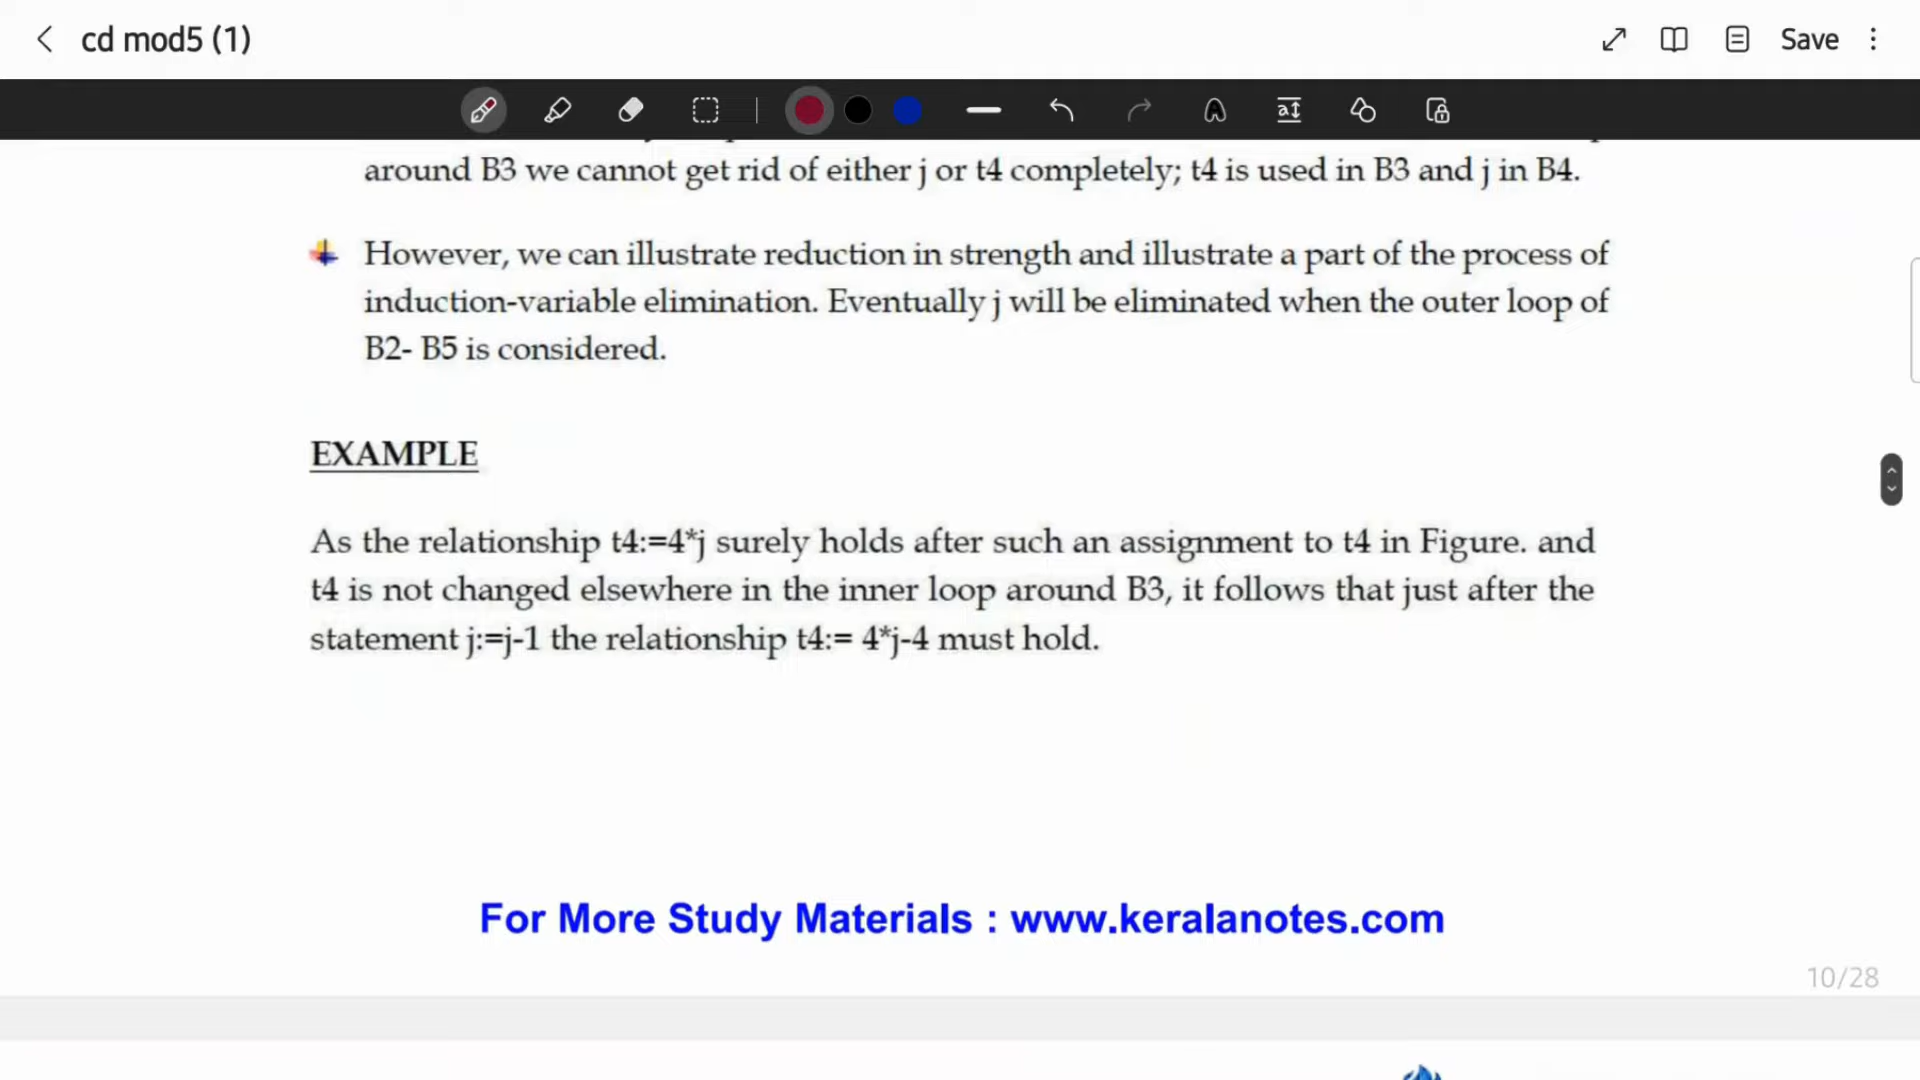 cd mod5 (1)
Save
around B3 we cannot get rid of either j or t4 completely; t4 is used in B3 and j in B4.
However, we can illustrate reduction in strength and illustrate a part of the process of
induction-variable elimination. Eventually j will be eliminated when the outer loop of
B2- B5 is considered.
EXAMPLE
As the relationship t4:=4*j surely holds after such an assignment to t4 in Figure. and
t4 is not changed elsewhere in the inner loop around B3, it follows that just after the
statement j:=j-1 the relationship t4:= 4*j-4 must hold.
For More Study Materials : www.keralanotes.com
10/28